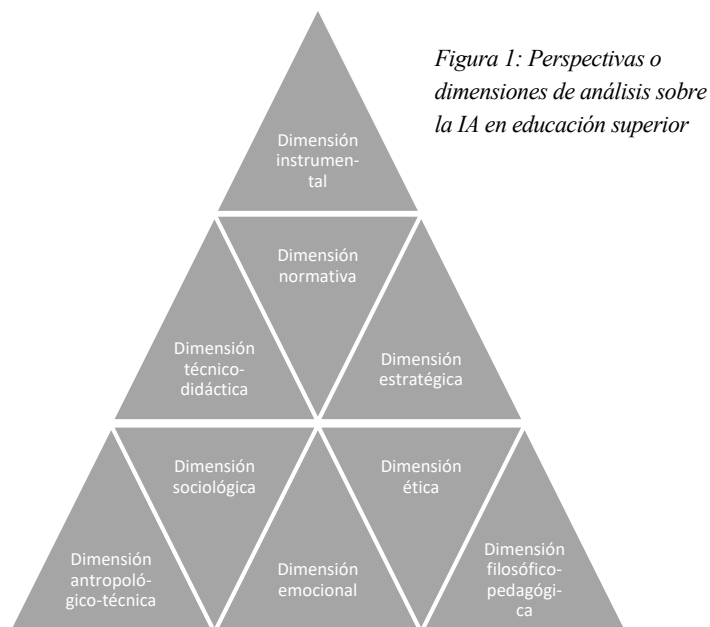 Figura 1: Perspectivas o
dimensiones de análisis sobre
la IA en educación superior
Dimensión
instrumen-
tal
Dimensión
normativa
Dimensión
técnico-
didáctica
Dimensión
estratégica
Dimensión
sociológica
Dimensión
ética
Dimensión
antropoló-
gico-técnica
Dimensión
emocional
Dimensión
filosófico-
pedagógi-
ca